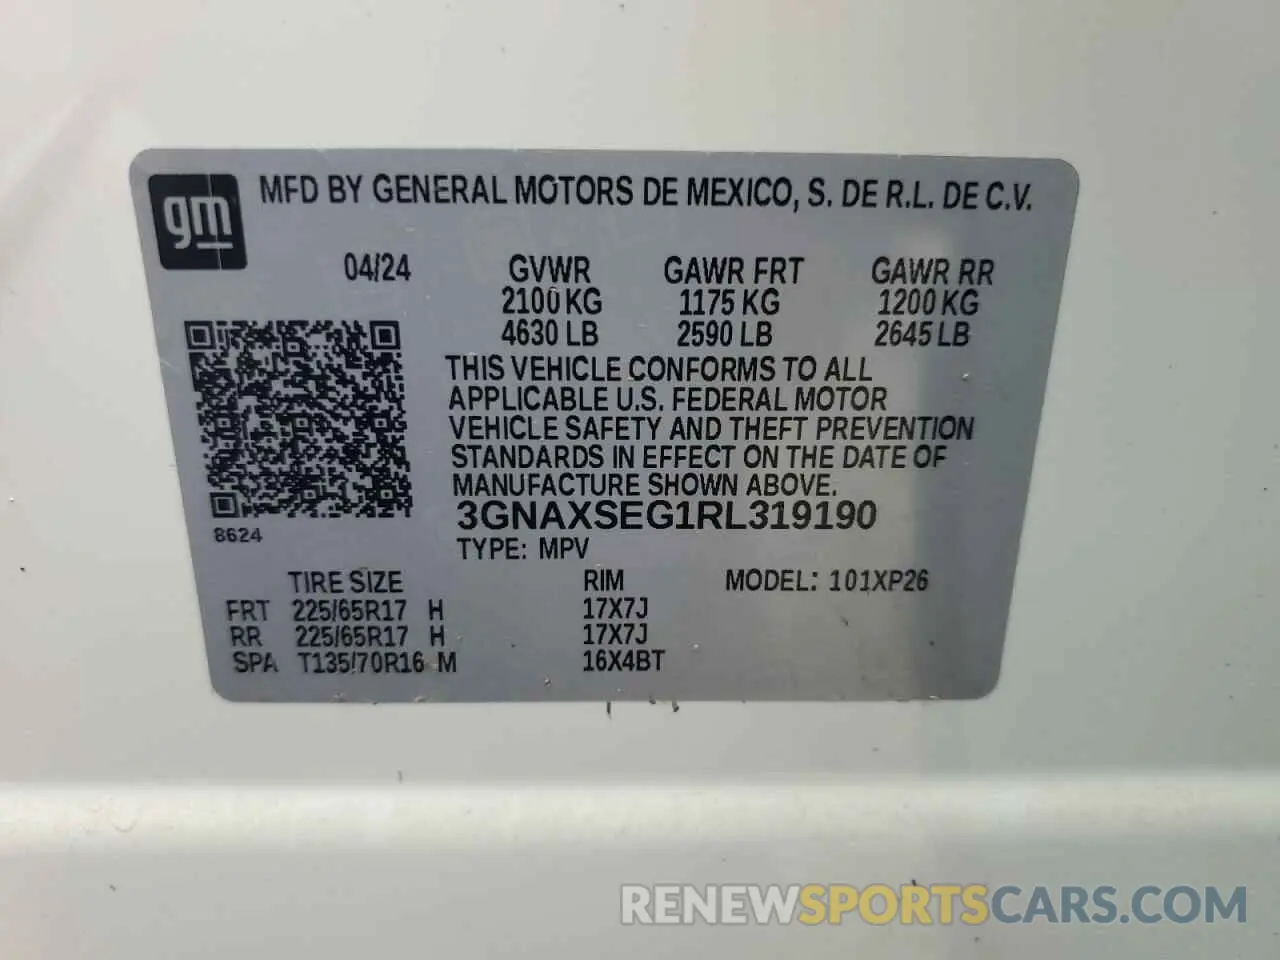 gm
MFD BY GENERAL MOTORS DE MEXICO, S. DE R.L. DE C.V.
04/24 GVWR GAWR FRT GAWR RR
2100 KG 1175 KG 1200 KG
4630 LB 2590 LB 2645 LB
THIS VEHICLE CONFORMS TO ALL
APPLICABLE U.S. FEDERAL MOTOR
VEHICLE SAFETY AND THEFT PREVENTION
STANDARDS IN EFFECT ON THE DATE OF
MANUFACTURE SHOWN ABOVE.
3GNAXSEG1RL319190
8624
TYPE: MPV
TIRE SIZE RIM MODEL: 101XP26
FRT 225/65R17 H 17X7J
RR 225/65R17 H 17X7J
SPA T135/70R16 M 16X4BT
RENEWSPORTSCARS.COM